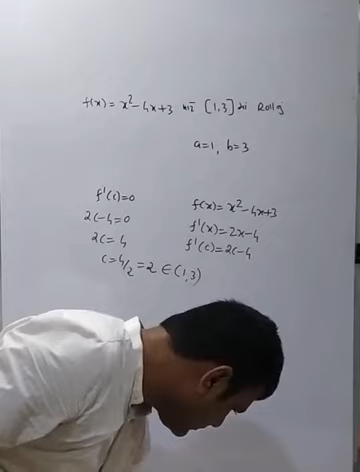 f(x) = x² - 4x + 3 [1,3] Roll's
a=1, b=3
f'(c)=0
2c-4=0
2c=4
c=4/2=2 ∈ (1,3)
f(x)=x²-4x+3
f'(x)=2x-4
f'(c)=2c-4